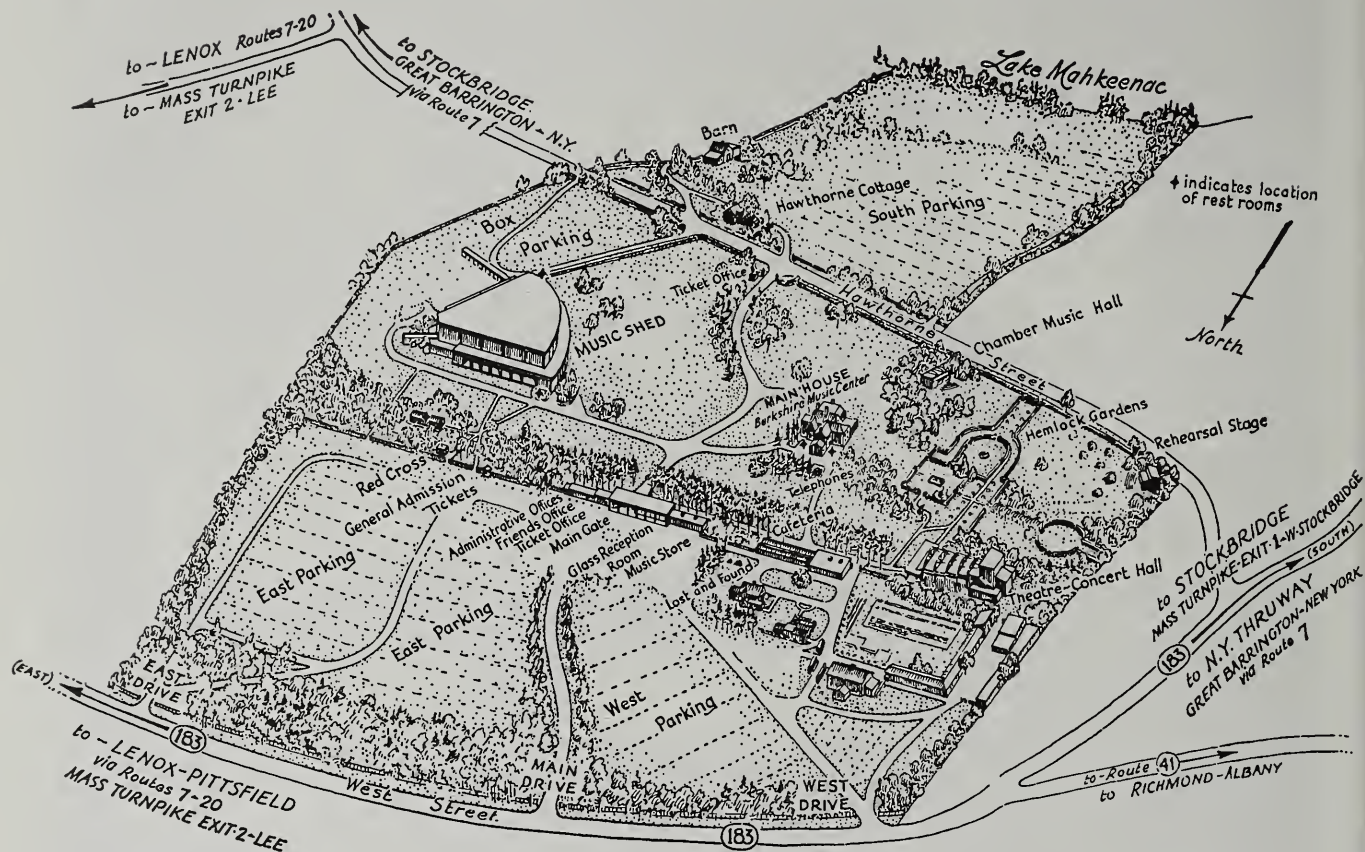 to~LENOX Routes 7-20
to~MASS TURNPIKE
EXIT 2-LEE
to STOCKBRIDGE
GREAT BARRINGTON-N.Y.
via Route 7
Lake Mahkeenac
Barn
Hawthorne Cottage
South Parking
indicates location
of rest rooms
North
Box
Parking
Ticket Office
MUSIC SHED
Hawthorne
Street
Chamber Music Hall
MAIN HOUSE
Berkshire Music Center
Hemlock Gardens
Rehearsal Stage
Telephones
Red Cross
General Admission
Tickets
Administrative Offices
Friends Office
Ticket Office
Main Gate
Glass Reception
Room
Music Store
Cafeteria
Lost and Found
Theatre-Concert Hall
East Parking
East Parking
West
Parking
(EAST)
EAST
DRIVE
183
to ~ LENOX-PITTSFIELD
via Routes 7-20
MASS TURNPIKE EXIT-2-LEE
West Street
MAIN
DRIVE
183
WEST
DRIVE
to STOCKBRIDGE
MASS TURNPIKE-EXIT-1-W-STOCKBRIDGE
(SOUTH)
183
to N.Y. THRUWAY
GREAT BARRINGTON-NEW YORK
via Route 7
to-Route 41
to RICHMOND-ALBANY